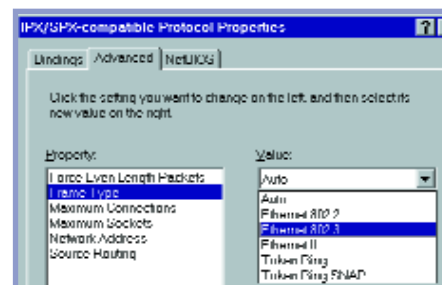 IPX/SPX-compatible Protocol Properties
?
Bindings Advanced NetBIOS
Click the setting you want to change on the left, and then select its
new value on the right.
Property:
Force Even Length Packets
Frame Type
Maximum Connections
Maximum Sockets
Network Address
Source Routing
Value:
Auto
Auto
Ethernet 802.2
Ethernet 802.3
Ethernet II
Token Ring
Token Ring SNAP